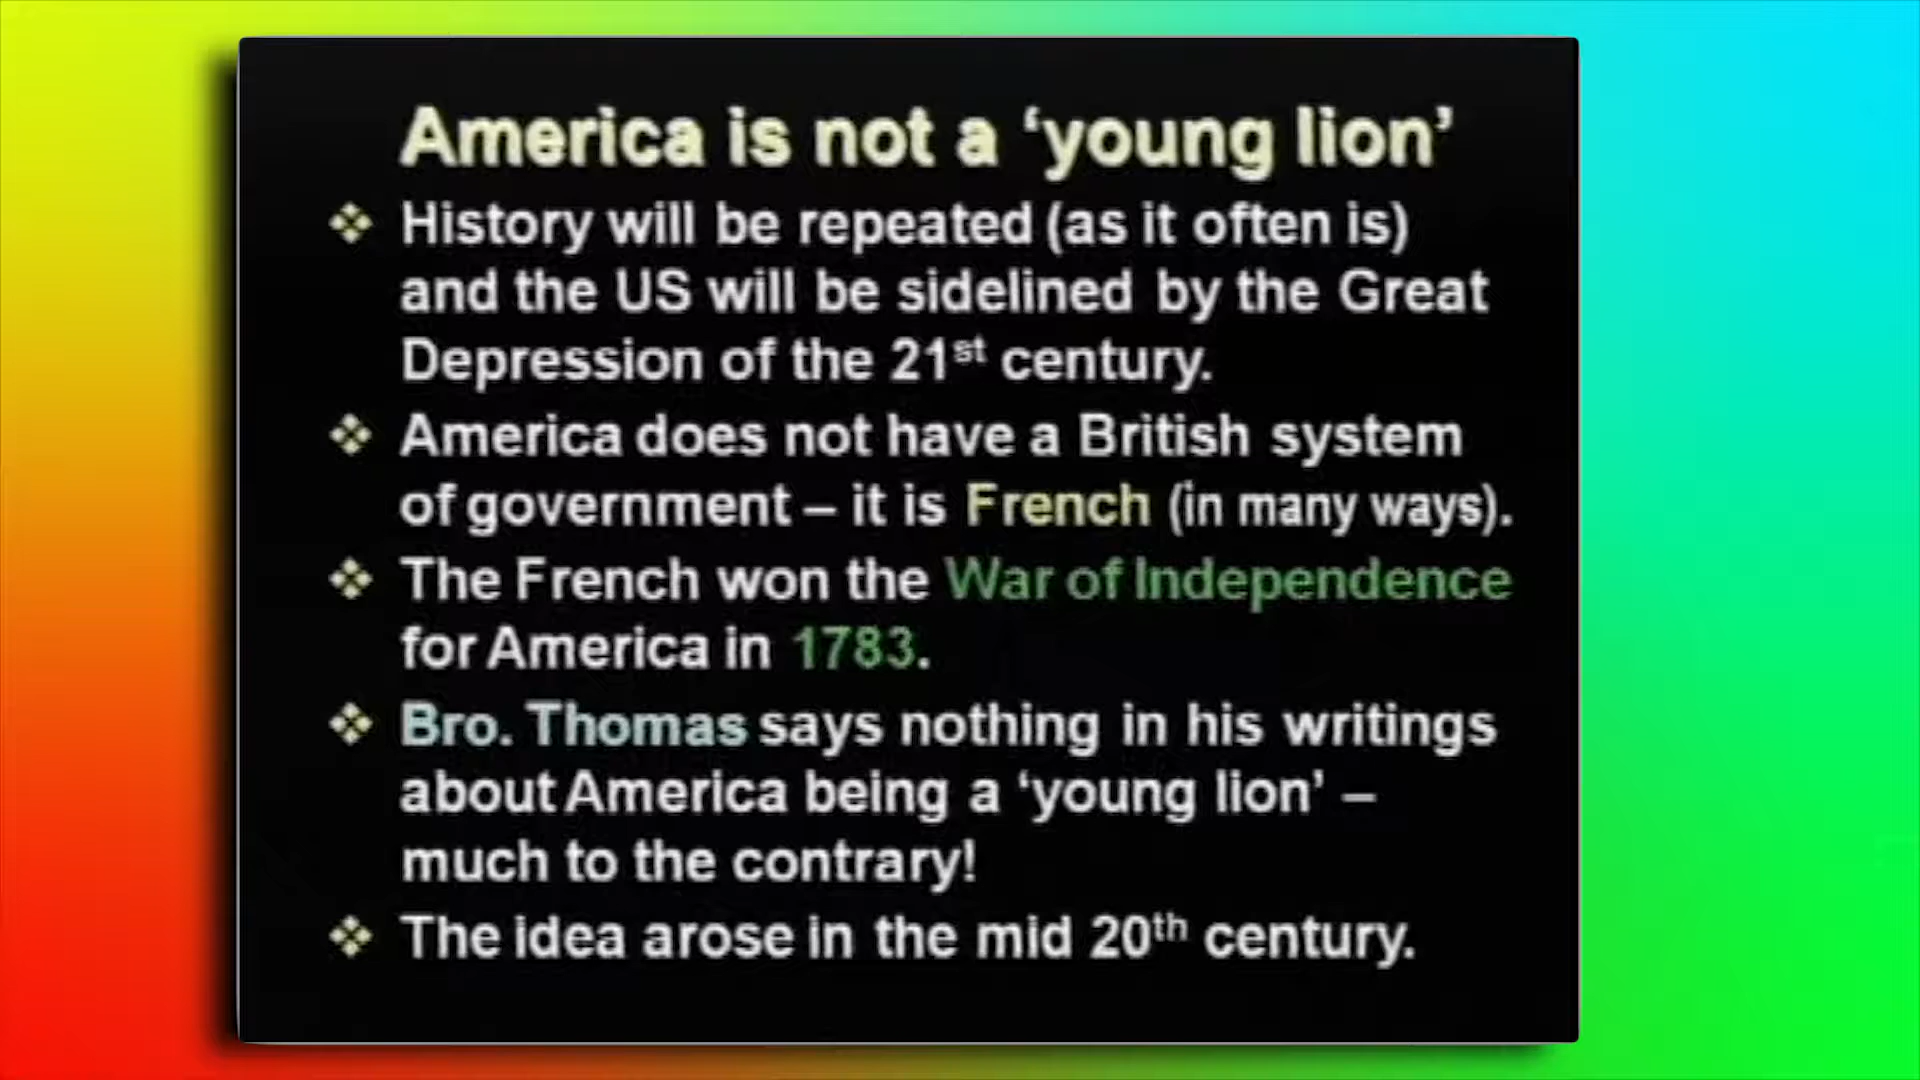 America is not a ‘young lion’
❖ History will be repeated (as it often is)
and the US will be sidelined by the Great
Depression of the 21st century.
❖ America does not have a British system
of government – it is French (in many ways).
❖ The French won the War of Independence
for America in 1783.
❖ Bro. Thomas says nothing in his writings
about America being a ‘young lion’ –
much to the contrary!
❖ The idea arose in the mid 20th century.